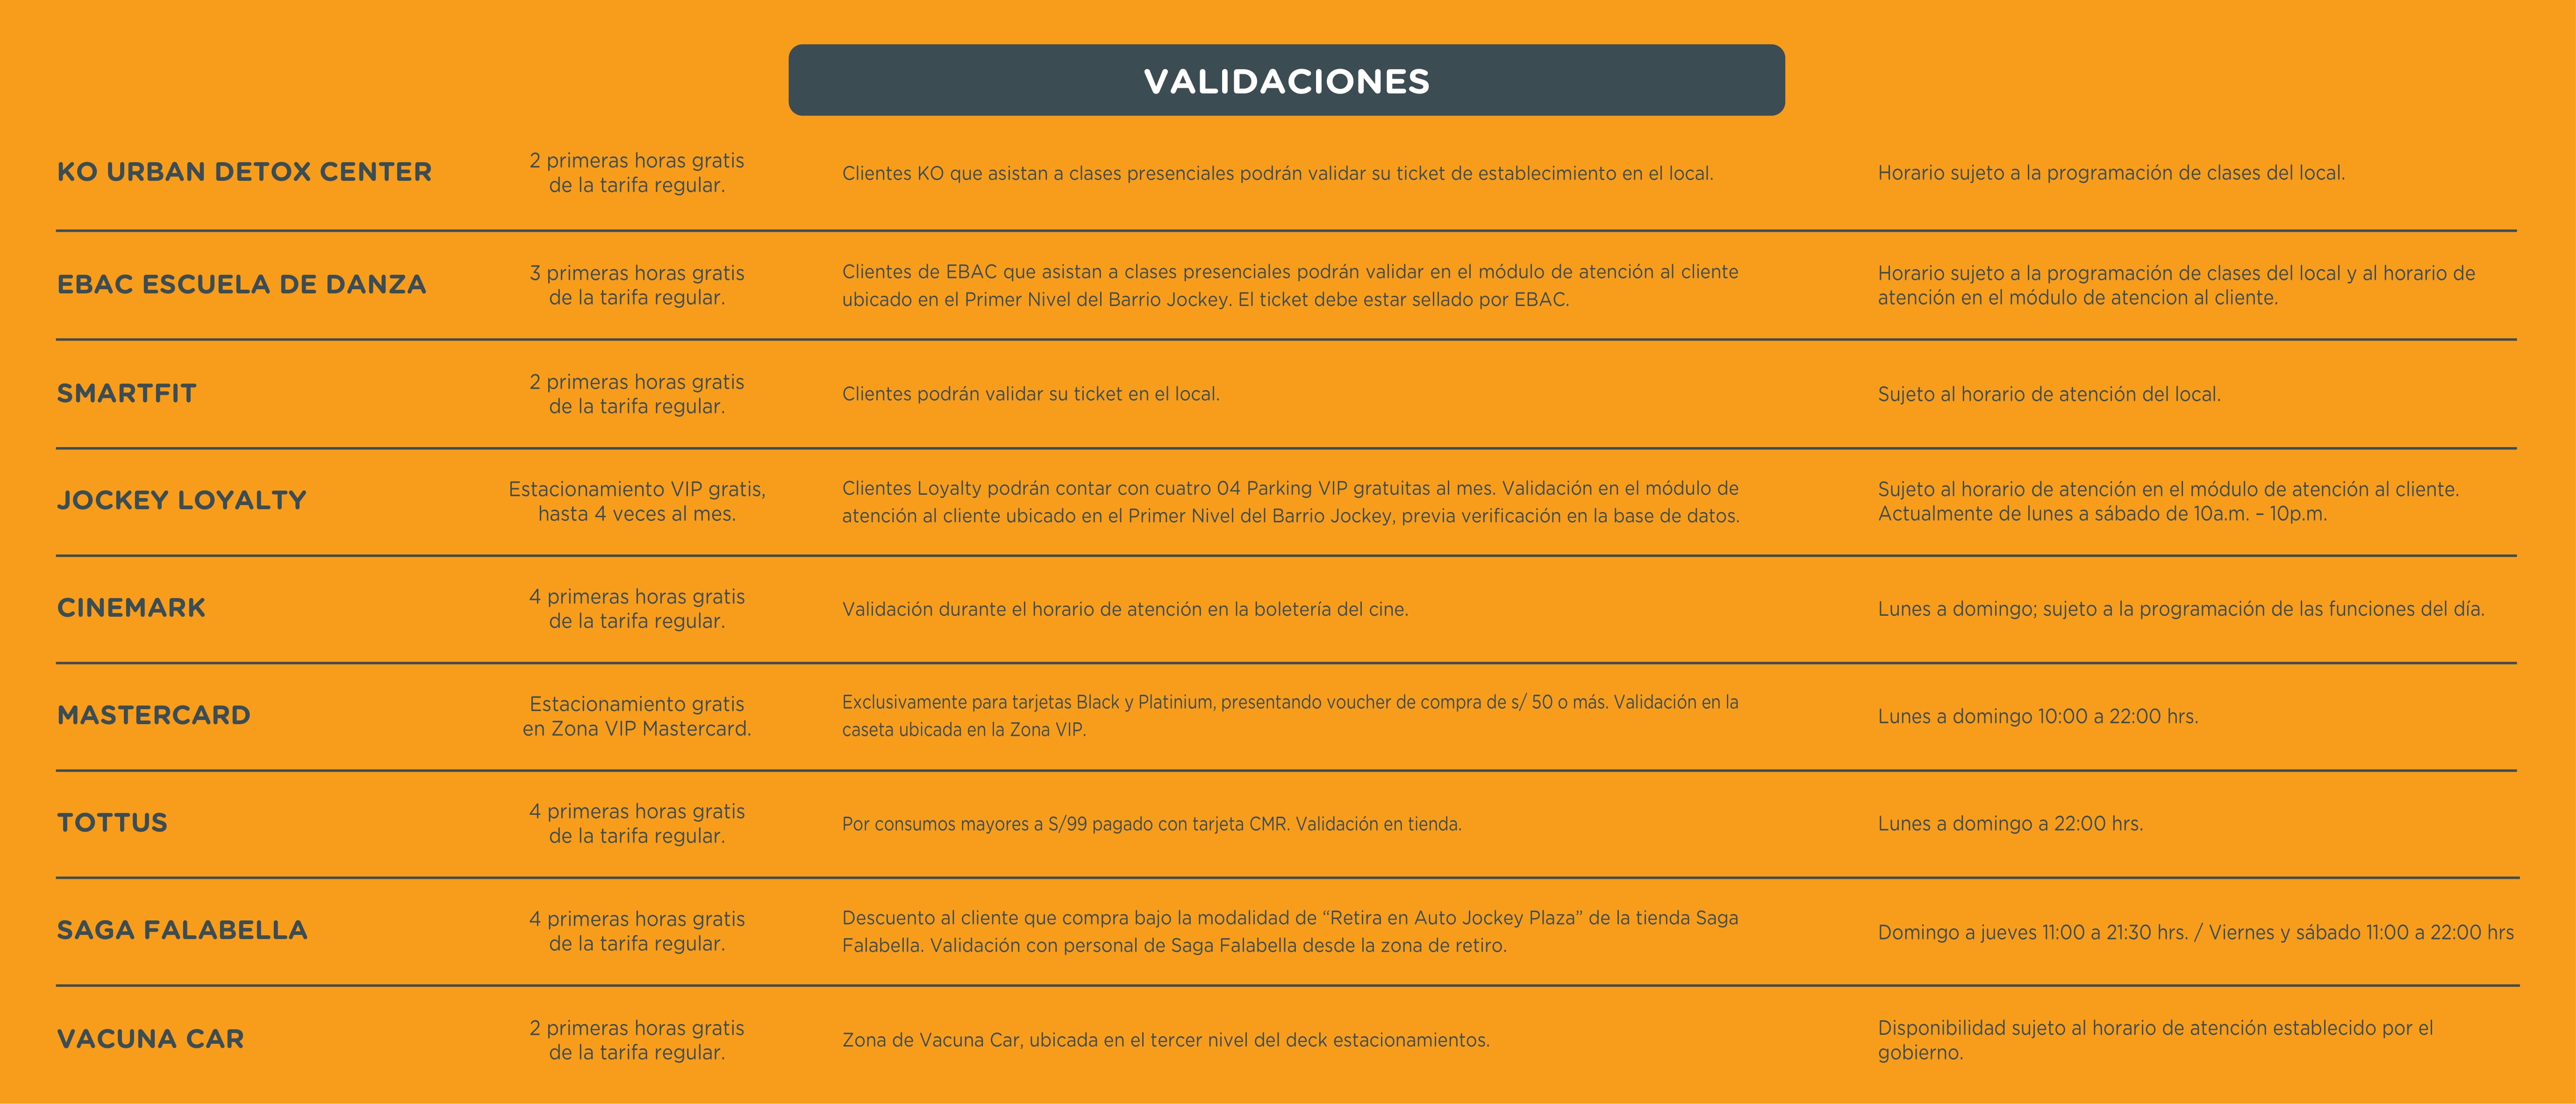 VALIDACIONES
KO URBAN DETOX CENTER
2 primeras horas gratis
de la tarifa regular.
Clientes KO que asistan a clases presenciales podrán validar su ticket de establecimiento en el local.
Horario sujeto a la programación de clases del local.
EBAC ESCUELA DE DANZA
3 primeras horas gratis
de la tarifa regular.
Clientes de EBAC que asistan a clases presenciales podrán validar en el módulo de atención al cliente
ubicado en el Primer Nivel del Barrio Jockey. El ticket debe estar sellado por EBAC.
Horario sujeto a la programación de clases del local y al horario de
atención en el módulo de atencion al cliente.
SMARTFIT
2 primeras horas gratis
de la tarifa regular.
Clientes podrán validar su ticket en el local.
Sujeto al horario de atención del local.
JOCKEY LOYALTY
Estacionamiento VIP gratis,
hasta 4 veces al mes.
Clientes Loyalty podrán contar con cuatro 04 Parking VIP gratuitas al mes. Validación en el módulo de
atención al cliente ubicado en el Primer Nivel del Barrio Jockey, previa verificación en la base de datos.
Sujeto al horario de atención en el módulo de atención al cliente.
Actualmente de lunes a sábado de 10a.m. – 10p.m.
CINEMARK
4 primeras horas gratis
de la tarifa regular.
Validación durante el horario de atención en la boletería del cine.
Lunes a domingo; sujeto a la programación de las funciones del día.
MASTERCARD
Estacionamiento gratis
en Zona VIP Mastercard.
Exclusivamente para tarjetas Black y Platinium, presentando voucher de compra de s/ 50 o más. Validación en la
caseta ubicada en la Zona VIP.
Lunes a domingo 10:00 a 22:00 hrs.
TOTTUS
4 primeras horas gratis
de la tarifa regular.
Por consumos mayores a S/99 pagado con tarjeta CMR. Validación en tienda.
Lunes a domingo a 22:00 hrs.
SAGA FALABELLA
4 primeras horas gratis
de la tarifa regular.
Descuento al cliente que compra bajo la modalidad de “Retira en Auto Jockey Plaza” de la tienda Saga
Falabella. Validación con personal de Saga Falabella desde la zona de retiro.
Domingo a jueves 11:00 a 21:30 hrs. / Viernes y sábado 11:00 a 22:00 hrs
VACUNA CAR
2 primeras horas gratis
de la tarifa regular.
Zona de Vacuna Car, ubicada en el tercer nivel del deck estacionamientos.
Disponibilidad sujeto al horario de atención establecido por el
gobierno.